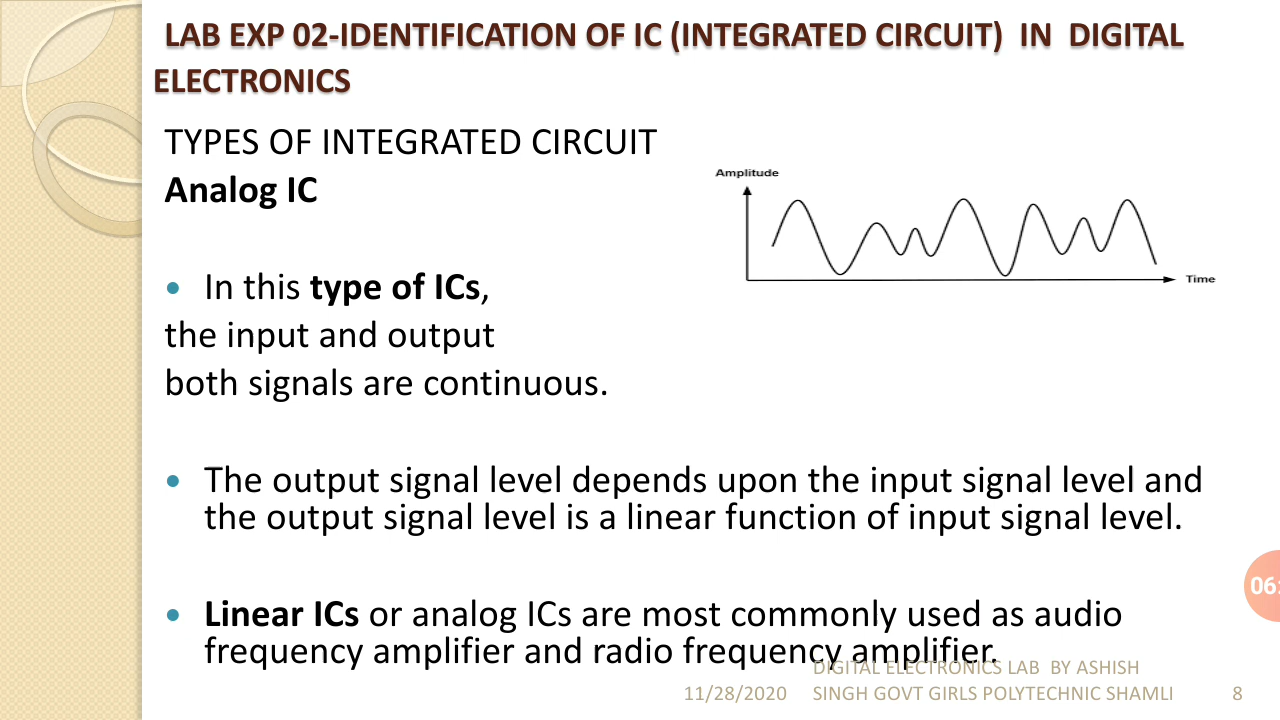 LAB EXP 02-IDENTIFICATION OF IC (INTEGRATED CIRCUIT) IN DIGITAL
ELECTRONICS
TYPES OF INTEGRATED CIRCUIT
Analog IC
Amplitude
Time
• In this type of ICs,
the input and output
both signals are continuous.
• The output signal level depends upon the input signal level and
the output signal level is a linear function of input signal level.
06:
• Linear ICs or analog ICs are most commonly used as audio
frequency amplifier and radio frequency amplifier.
11/28/2020
DIGITAL ELECTRONICS LAB BY ASHISH
SINGH GOVT GIRLS POLYTECHNIC SHAMLI
8